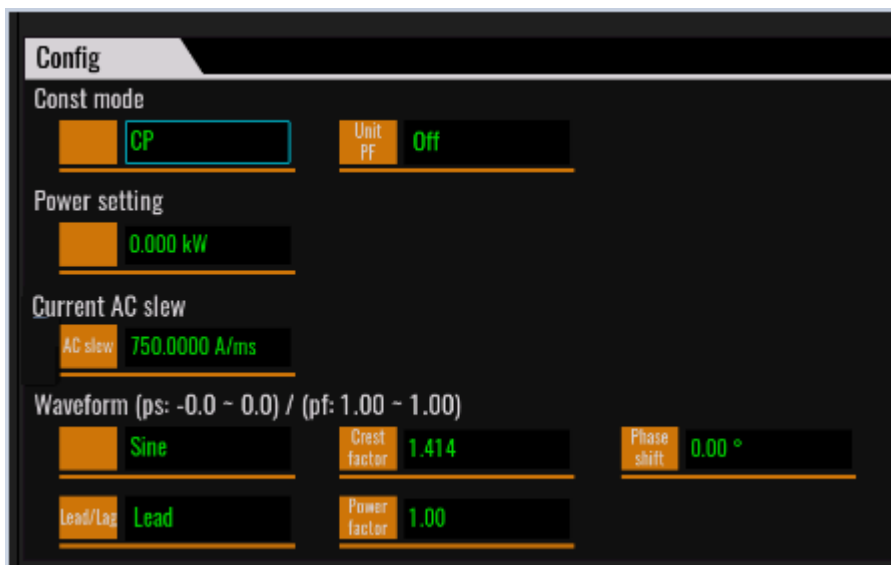 Config
Const mode
CP
Unit PF
Off
Power setting
0.000 kW
Current AC slew
AC slew
750.0000 A/ms
Waveform (ps: -0.0 ~ 0.0) / (pf: 1.00 ~ 1.00)
Sine
Crest factor
1.414
Phase shift
0.00 °
Lead/Lag
Lead
Power factor
1.00